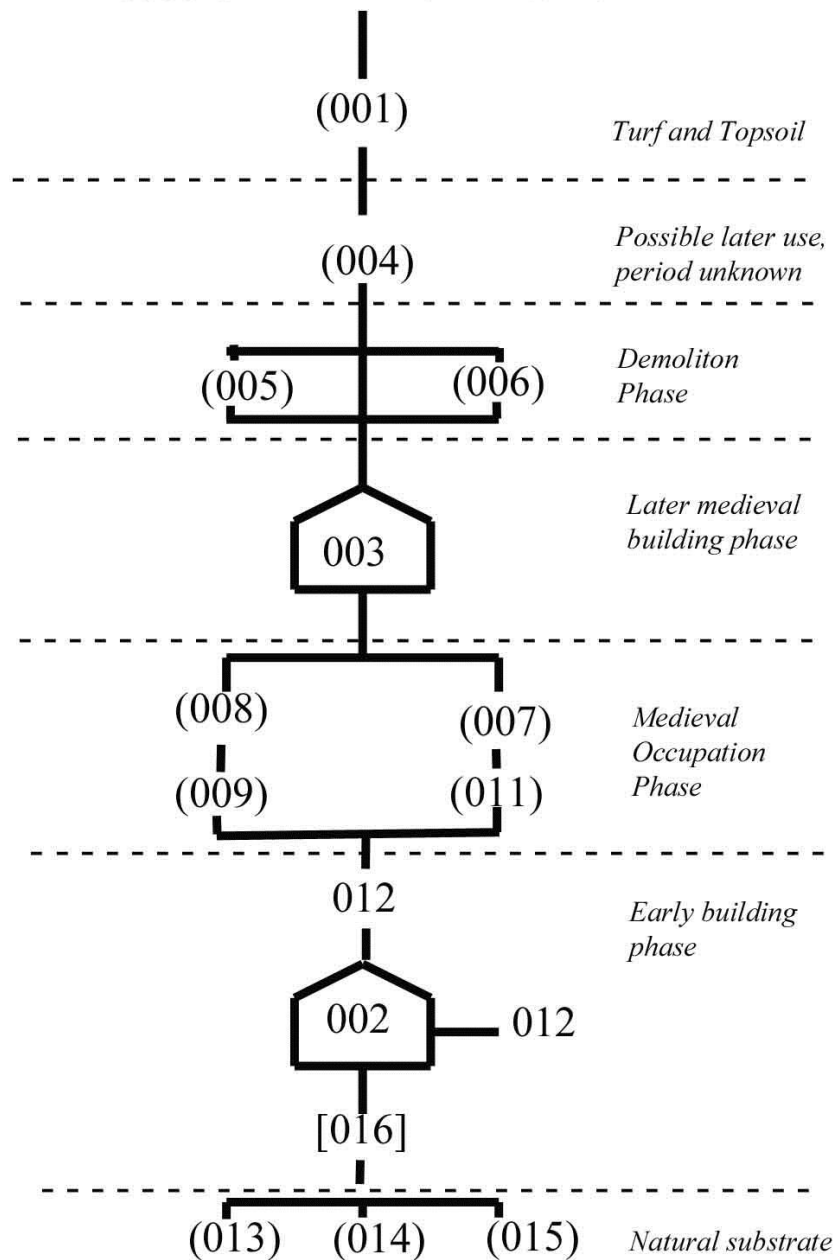 (001)
Turf and Topsoil
(004)
Possible later use,
period unknown
(005)
(006)
Demoliton
Phase
003
Later medieval
building phase
(008)
(007)
(009)
(011)
Medieval
Occupation
Phase
012
Early building
phase
002
012
[016]
(013)
(014)
(015)
Natural substrate